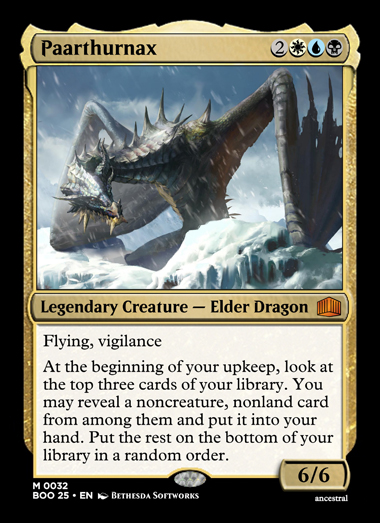 Paarthurnax 2
Legendary Creature — Elder Dragon
Flying, vigilance
At the beginning of your upkeep, look at
the top three cards of your library. You
may reveal a noncreature, nonland card
from among them and put it into your
hand. Put the rest on the bottom of your
library in a random order.
6/6
M 0032
BOO 25 • EN Bethesda Softworks
ancestral